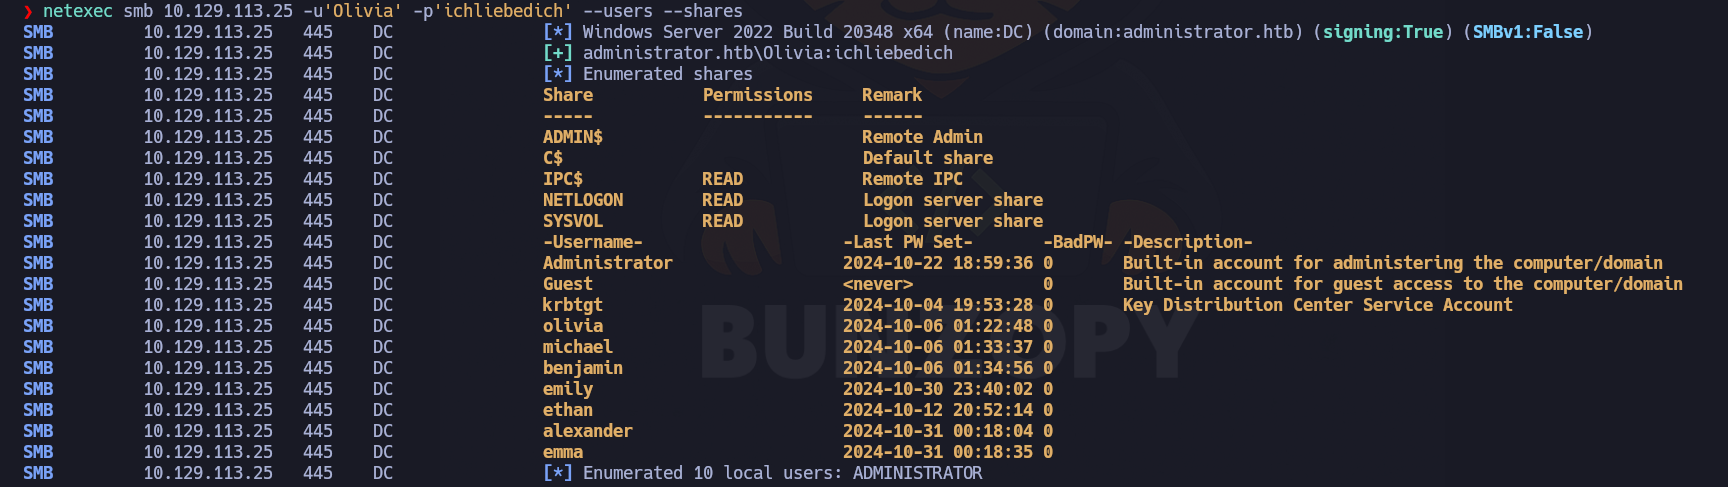 ❯ netexec smb 10.129.113.25 -u'Olivia' -p'ichliebedich' --users --shares
SMB 10.129.113.25 445 DC [*] Windows Server 2022 Build 20348 x64 (name:DC) (domain:administrator.htb) (signing:True) (SMBv1:False)
SMB 10.129.113.25 445 DC [+] administrator.htb\Olivia:ichliebedich
SMB 10.129.113.25 445 DC [*] Enumerated shares
SMB 10.129.113.25 445 DC Share Permissions Remark
SMB 10.129.113.25 445 DC ----- ----------- ------
SMB 10.129.113.25 445 DC ADMIN$ Remote Admin
SMB 10.129.113.25 445 DC C$ Default share
SMB 10.129.113.25 445 DC IPC$ READ Remote IPC
SMB 10.129.113.25 445 DC NETLOGON READ Logon server share
SMB 10.129.113.25 445 DC SYSVOL READ Logon server share
SMB 10.129.113.25 445 DC -Username- -Last PW Set- -BadPW- -Description-
SMB 10.129.113.25 445 DC Administrator 2024-10-22 18:59:36 0 Built-in account for administering the computer/domain
SMB 10.129.113.25 445 DC Guest <never> 0 Built-in account for guest access to the computer/domain
SMB 10.129.113.25 445 DC krbtgt 2024-10-04 19:53:28 0 Key Distribution Center Service Account
SMB 10.129.113.25 445 DC olivia 2024-10-06 01:22:48 0
SMB 10.129.113.25 445 DC michael 2024-10-06 01:33:37 0
SMB 10.129.113.25 445 DC benjamin 2024-10-06 01:34:56 0
SMB 10.129.113.25 445 DC emily 2024-10-30 23:40:02 0
SMB 10.129.113.25 445 DC ethan 2024-10-12 20:52:14 0
SMB 10.129.113.25 445 DC alexander 2024-10-31 00:18:04 0
SMB 10.129.113.25 445 DC emma 2024-10-31 00:18:35 0
SMB 10.129.113.25 445 DC [*] Enumerated 10 local users: ADMINISTRATOR